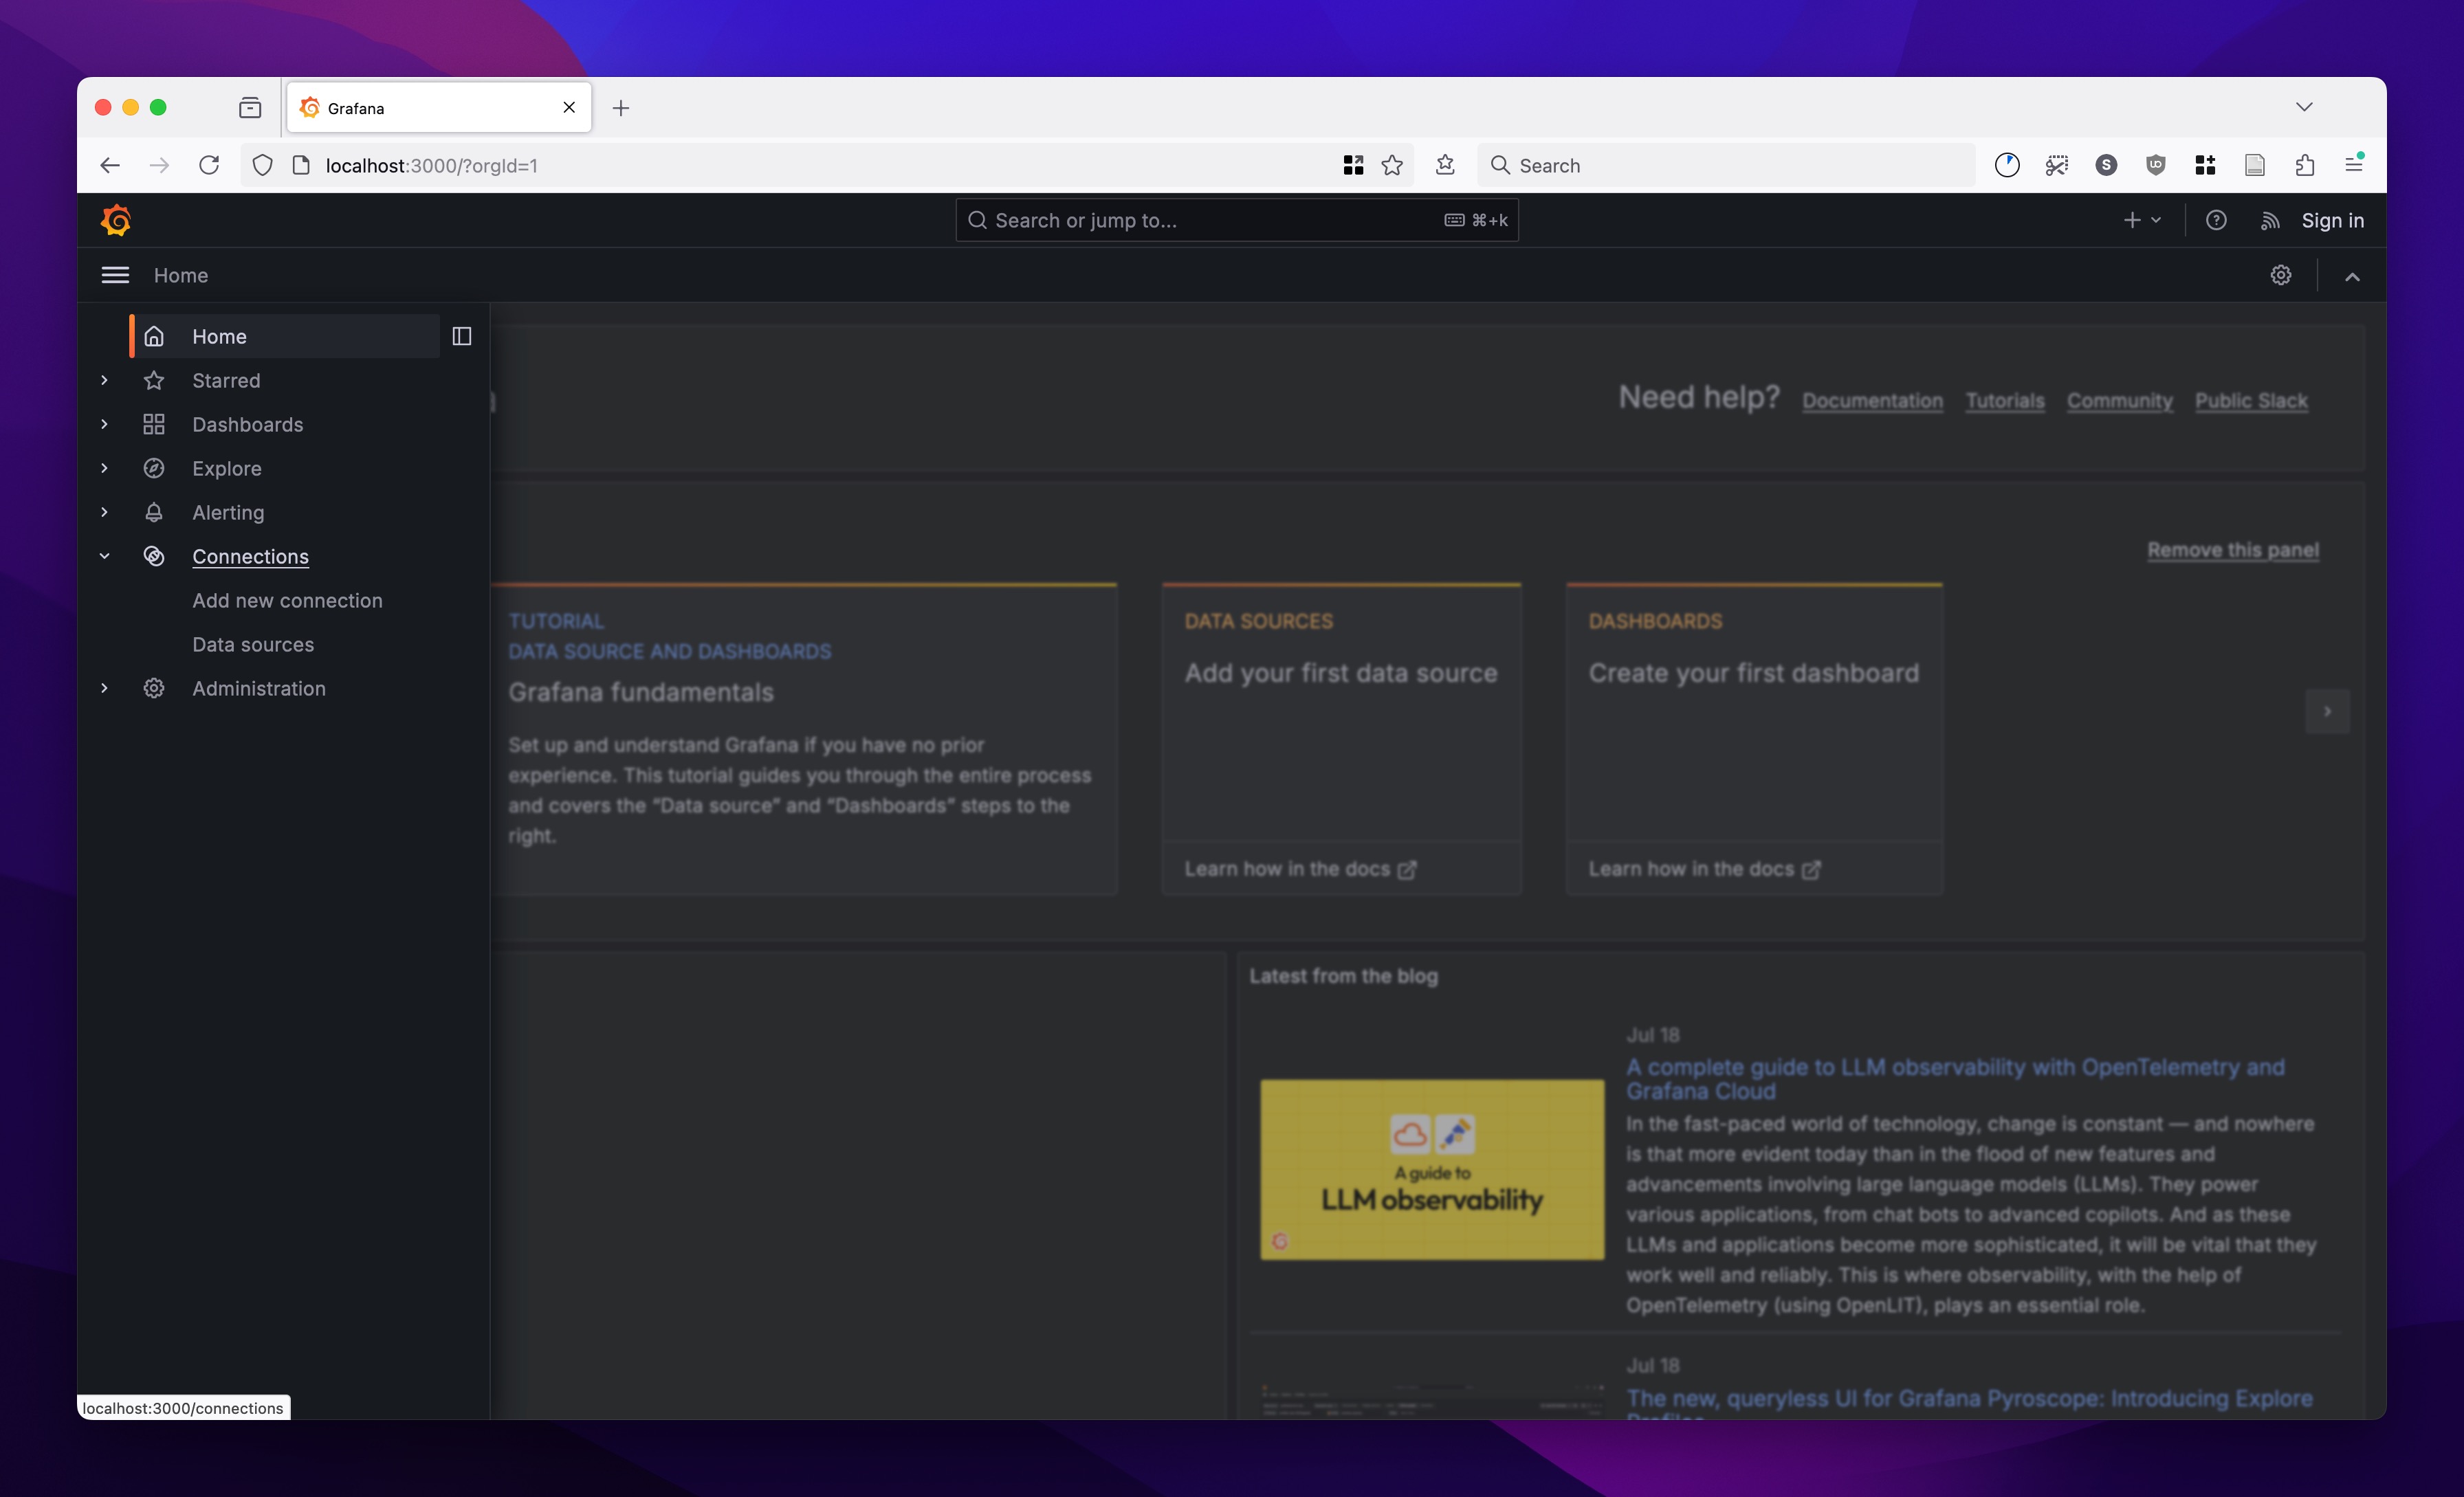 Grafana
localhost:3000/?orgId=1
Search
Search or jump to...
⌘+k
Sign in
Home
Home
Starred
Dashboards
Explore
Alerting
Connections
Add new connection
Data sources
Administration
Need help?
Documentation
Tutorials
Community
Public Slack
Remove this panel
TUTORIAL
DATA SOURCE AND DASHBOARDS
Grafana fundamentals
Set up and understand Grafana if you have no prior
experience. This tutorial guides you through the entire process
and covers the “Data source” and “Dashboards” steps to the
right.
DATA SOURCES
Add your first data source
Learn how in the docs
DASHBOARDS
Create your first dashboard
Learn how in the docs
Latest from the blog
A guide to
LLM observability
Jul 18
A complete guide to LLM observability with OpenTelemetry and
Grafana Cloud
In the fast-paced world of technology, change is constant — and nowhere
is that more evident today than in the flood of new features and
advancements involving large language models (LLMs). They power
various applications, from chat bots to advanced copilots. And as these
LLMs and applications become more sophisticated, it will be vital that they
work well and reliably. This is where observability, with the help of
OpenTelemetry (using OpenLIT), plays an essential role.
Jul 18
The new, queryless UI for Grafana Pyroscope: Introducing Explore
localhost:3000/connections